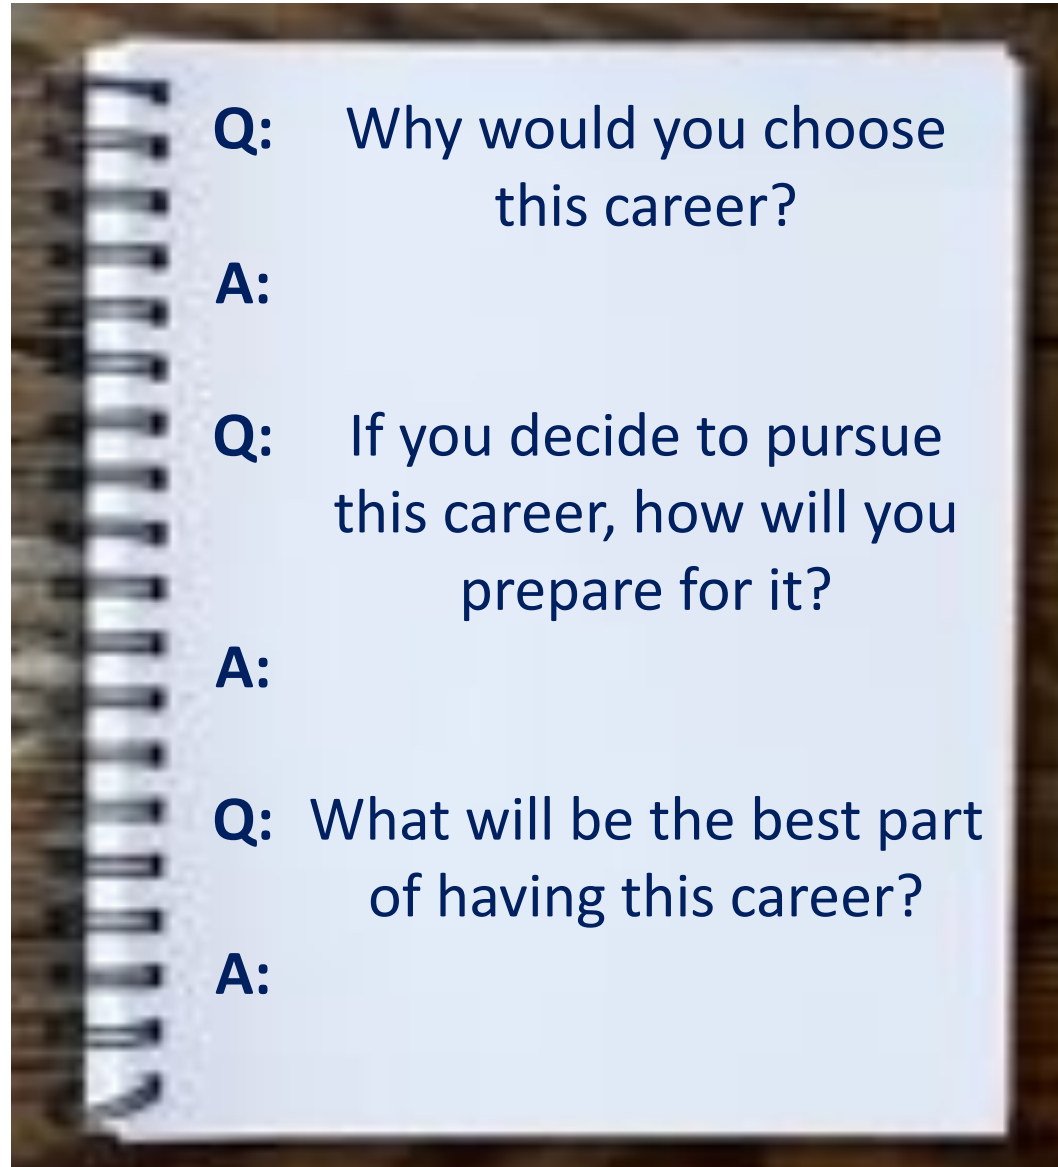 Q: Why would you choose
this career?
A:
Q: If you decide to pursue
this career, how will you
prepare for it?
A:
Q: What will be the best part
of having this career?
A: